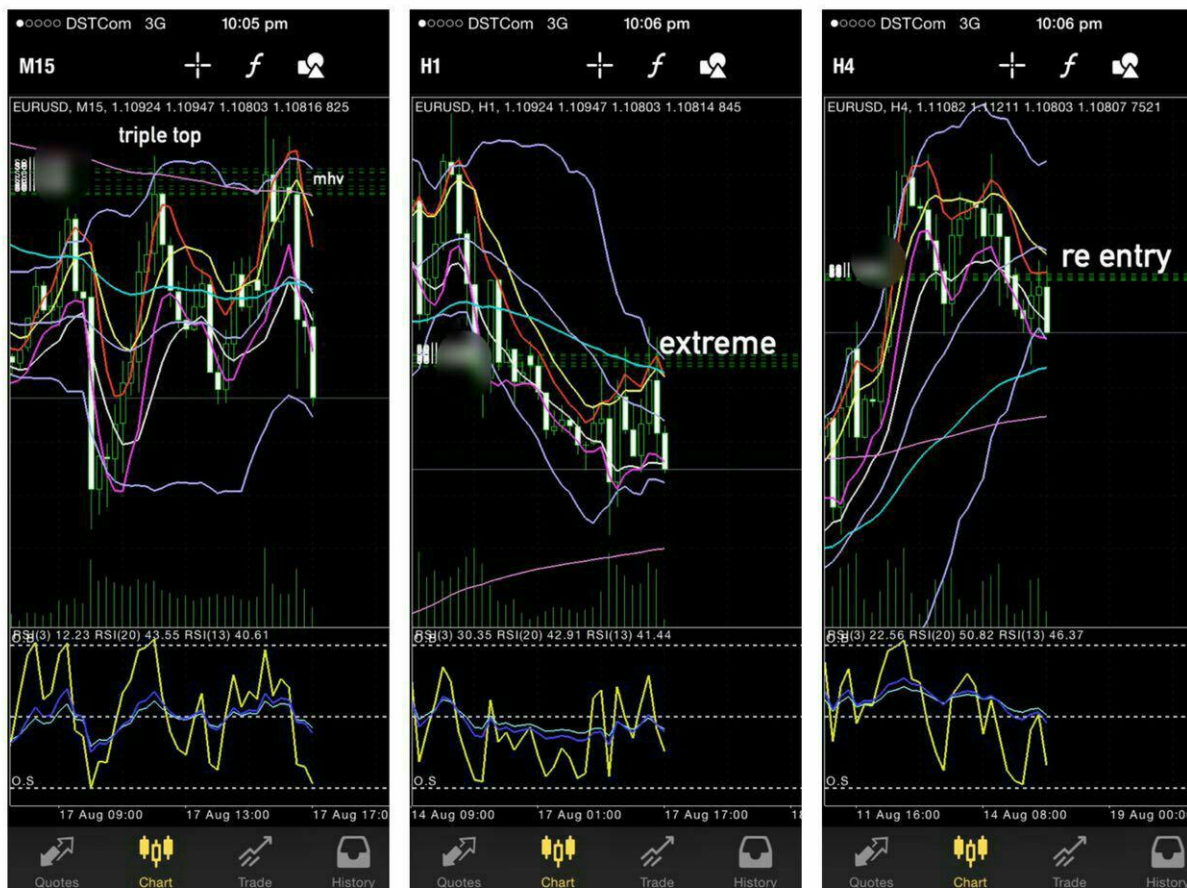 DSTCom 3G 10:05 pm
M15
EURUSD, M15, 1.10924 1.10947 1.10803 1.10816 825
triple top
mhv
RSI(3) 12.23 RSI(20) 43.55 RSI(13) 40.61
O.B
O.S
17 Aug 09:00 17 Aug 13:00 17 Aug 17:0
Quotes Chart Trade History
DSTCom 3G 10:06 pm
H1
EURUSD, H1, 1.10924 1.10947 1.10803 1.10814 845
extreme
RSI(3) 30.35 RSI(20) 42.91 RSI(13) 41.44
O.B
O.S
14 Aug 09:00 17 Aug 01:00 17 Aug 17:00 18
Quotes Chart Trade History
DSTCom 3G 10:06 pm
H4
EURUSD, H4, 1.11082 1.11211 1.10803 1.10807 7521
re entry
RSI(3) 22.56 RSI(20) 50.82 RSI(13) 46.37
O.B
O.S
11 Aug 16:00 14 Aug 08:00 19 Aug 00:0
Quotes Chart Trade History